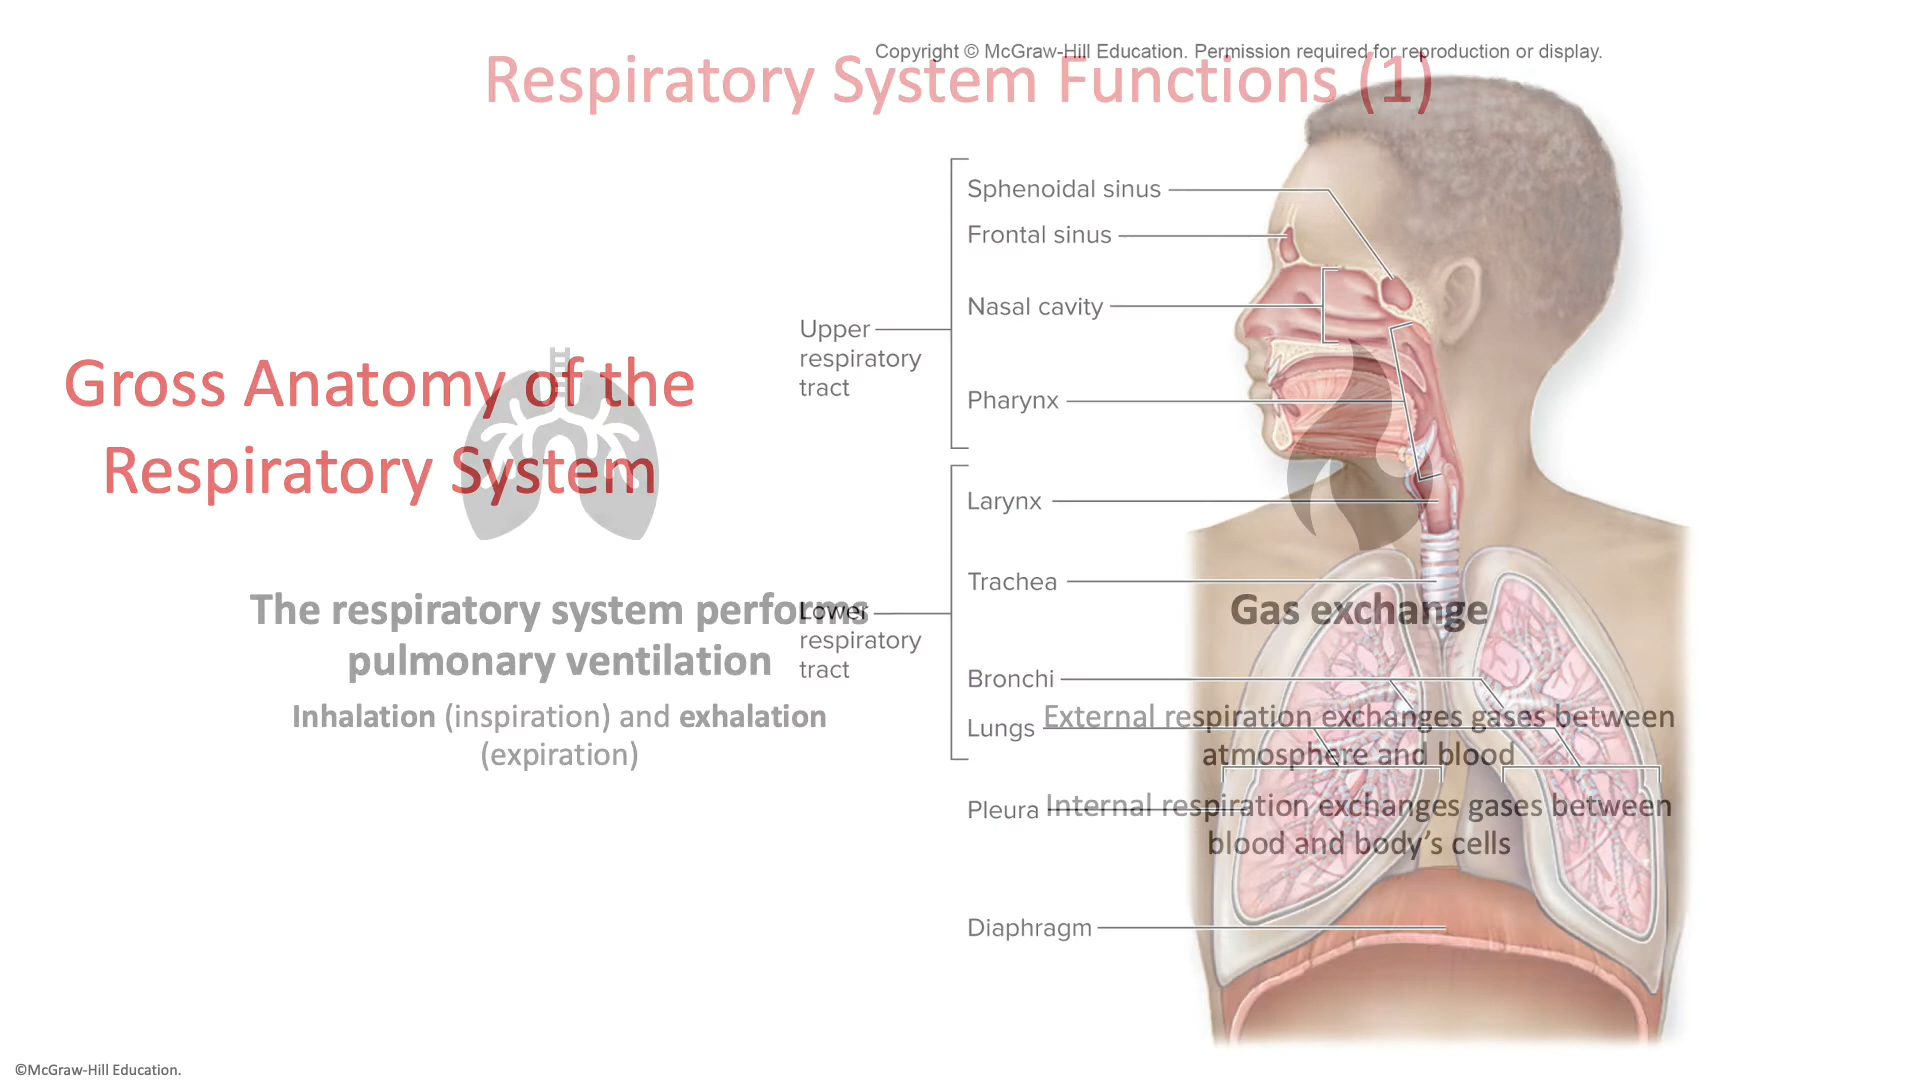 Copyright © McGraw-Hill Education. Permission required for reproduction or display.
Respiratory System Functions (1)
Gross Anatomy of the
Respiratory System
The respiratory system performs
pulmonary ventilation
Inhalation (inspiration) and exhalation
(expiration)
Gas exchange
External respiration exchanges gases between
atmosphere and blood
Internal respiration exchanges gases between
blood and body’s cells
Upper
respiratory
tract
Sphenoidal sinus
Frontal sinus
Nasal cavity
Pharynx
Lower
respiratory
tract
Larynx
Trachea
Bronchi
Lungs
Pleura
Diaphragm
©McGraw-Hill Education.